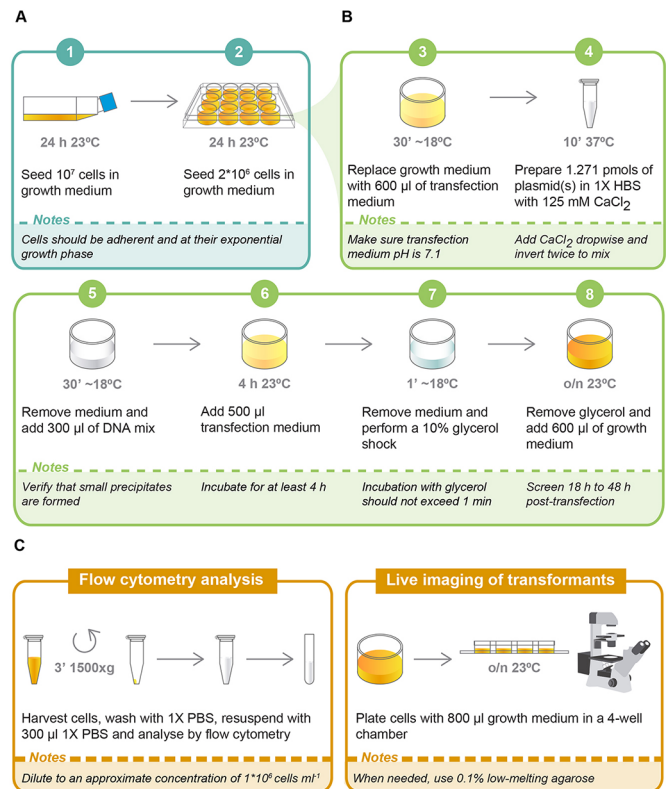 A
1
2
24 h 23ºC
24 h 23ºC
Seed 10⁷ cells in
growth medium
Seed 2*10⁶ cells in
growth medium
Notes
Cells should be adherent and at their exponential
growth phase
B
3
4
30’ ~18ºC
10’ 37ºC
Replace growth medium
with 600 µl of transfection
medium
Prepare 1.271 pmols of
plasmid(s) in 1X HBS
with 125 mM CaCl₂
Notes
Make sure transfection
medium pH is 7.1
Add CaCl₂ dropwise and
invert twice to mix
5
6
7
8
30’ ~18ºC
4 h 23ºC
1’ ~18ºC
o/n 23ºC
Remove medium and
add 300 µl of DNA mix
Add 500 µl
transfection medium
Remove medium and
perform a 10% glycerol
shock
Remove glycerol and
add 600 µl of growth
medium
Notes
Verify that small precipitates
are formed
Incubate for at least 4 h
Incubation with glycerol
should not exceed 1 min
Screen 18 h to 48 h
post-transfection
C
Flow cytometry analysis
3’ 1500xg
Harvest cells, wash with 1X PBS, resuspend with
300 µl 1X PBS and analyse by flow cytometry
Notes
Dilute to an approximate concentration of 1*10⁶ cells ml⁻¹
Live imaging of transformants
o/n 23ºC
Plate cells with 800 µl growth medium in a 4-well
chamber
Notes
When needed, use 0.1% low-melting agarose